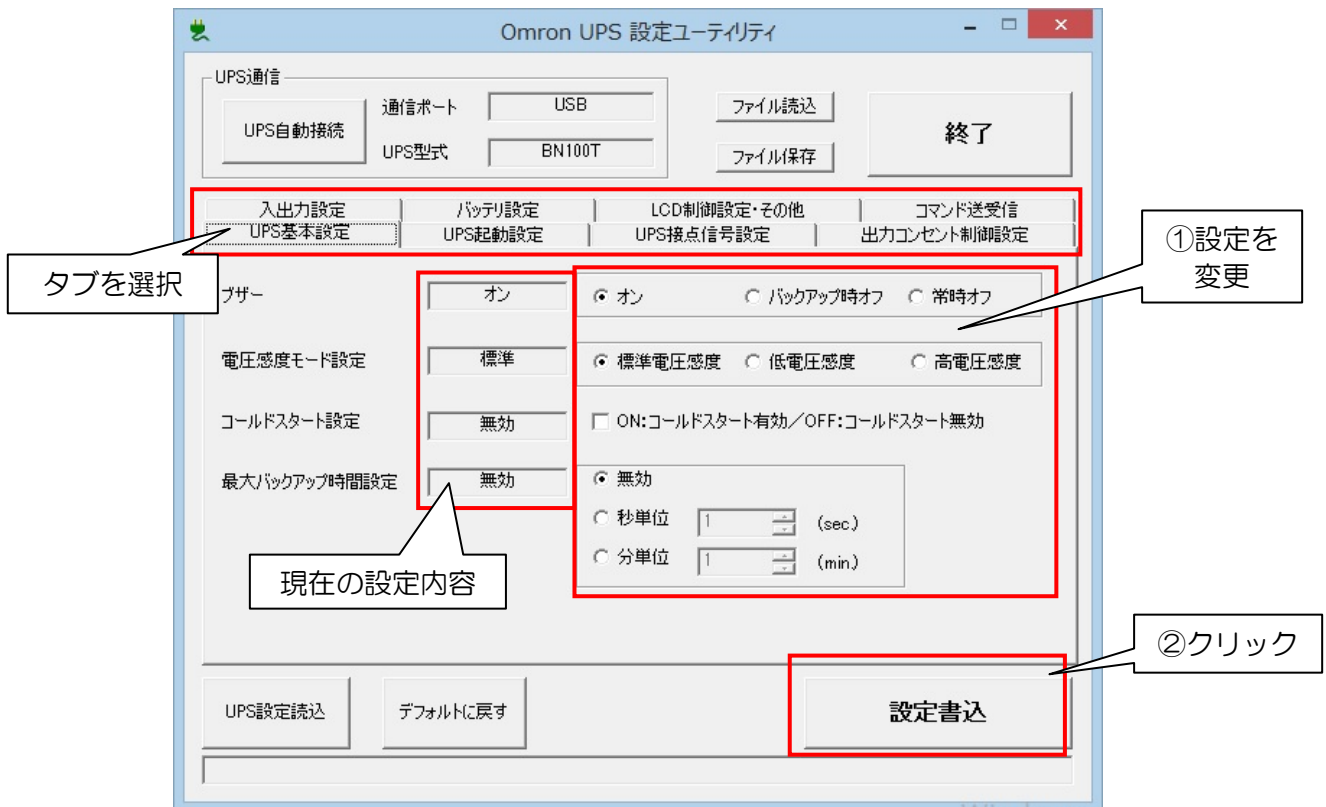 Omron UPS 設定ユーティリティ
UPS通信
UPS自動接続
通信ポート
USB
UPS型式
BN100T
ファイル読込
ファイル保存
終了
入出力設定
バッテリ設定
LCD制御設定・その他
コマンド送受信
UPS基本設定
UPS起動設定
UPS接点信号設定
出力コンセント制御設定
タブを選択
①設定を
変更
ブザー
オン
オン
バックアップ時オフ
常時オフ
電圧感度モード設定
標準
標準電圧感度
低電圧感度
高電圧感度
コールドスタート設定
無効
ON:コールドスタート有効/OFF:コールドスタート無効
最大バックアップ時間設定
無効
無効
秒単位
1
(sec.)
分単位
1
(min.)
現在の設定内容
②クリック
UPS設定読込
デフォルトに戻す
設定書込